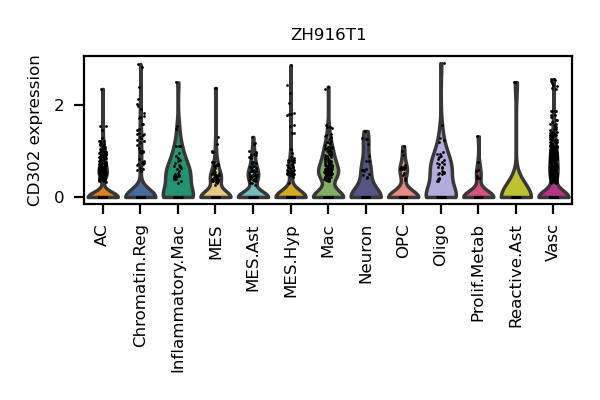 ZH916T1
CD302 expression
2
0
AC
Chromatin.Reg
Inflammatory.Mac
MES
MES.Ast
MES.Hyp
Mac
Neuron
OPC
Oligo
Prolif.Metab
Reactive.Ast
Vasc